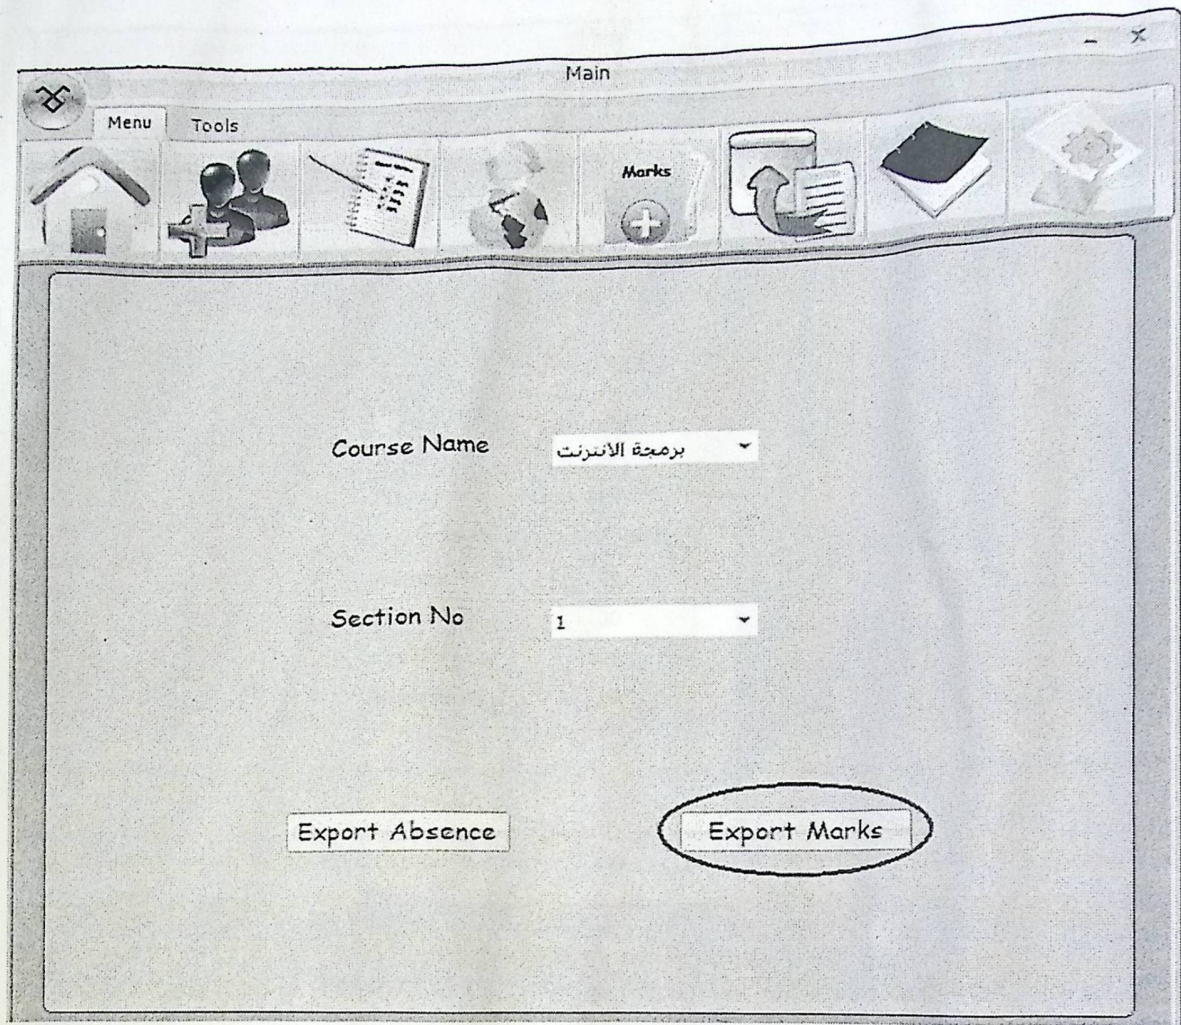 Main
Menu Tools
Marks
Course Name برمجة الانترنت
Section No 1
Export Absence Export Marks